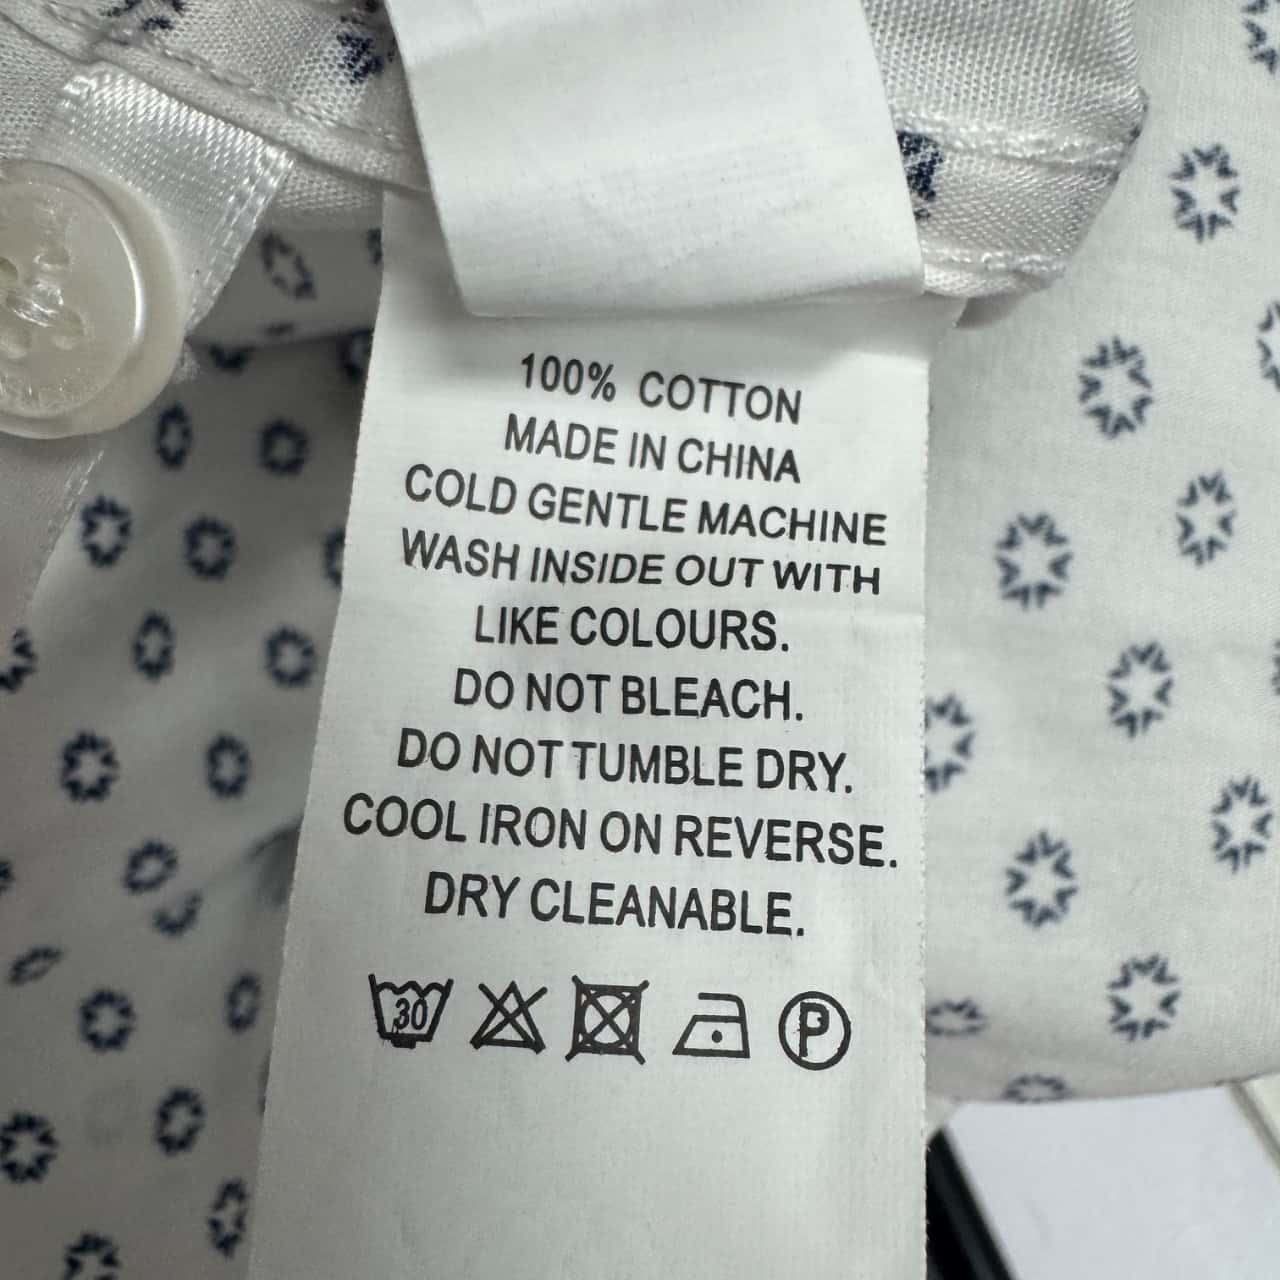 100% COTTON
MADE IN CHINA
COLD GENTLE MACHINE
WASH INSIDE OUT WITH
LIKE COLOURS.
DO NOT BLEACH.
DO NOT TUMBLE DRY.
COOL IRON ON REVERSE.
DRY CLEANABLE.
30 P